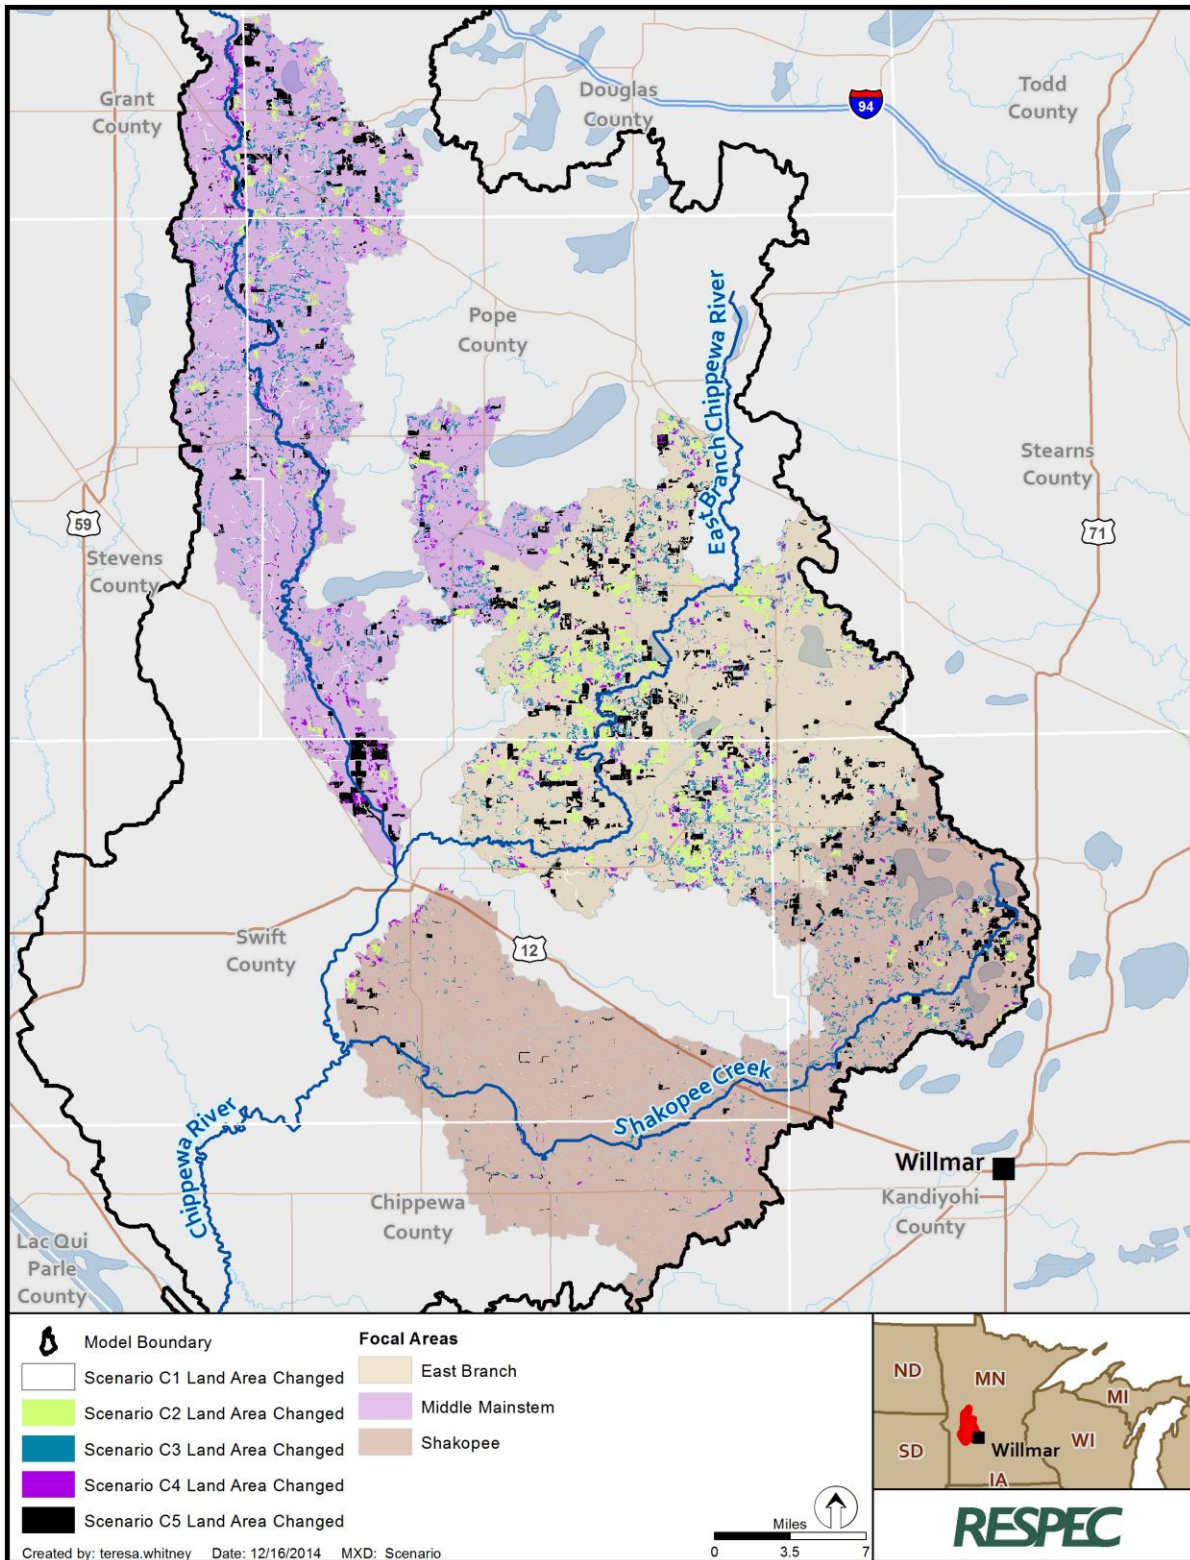 Grant
County
Douglas
County
Todd
County
94
Pope
County
East Branch Chippewa River
Stearns
County
59
71
Stevens
County
Swift
County
12
Shakopee Creek
Chippewa River
Willmar
Kandiyohi
County
Chippewa
County
Lac Qui
Parle
County
Model Boundary
Scenario C1 Land Area Changed
Scenario C2 Land Area Changed
Scenario C3 Land Area Changed
Scenario C4 Land Area Changed
Scenario C5 Land Area Changed
Focal Areas
East Branch
Middle Mainstem
Shakopee
Miles
0 3.5 7
Created by: teresa.whitney Date: 12/16/2014 MXD: Scenario
ND
MN
MI
SD
WI
Willmar
IA
RESPEC